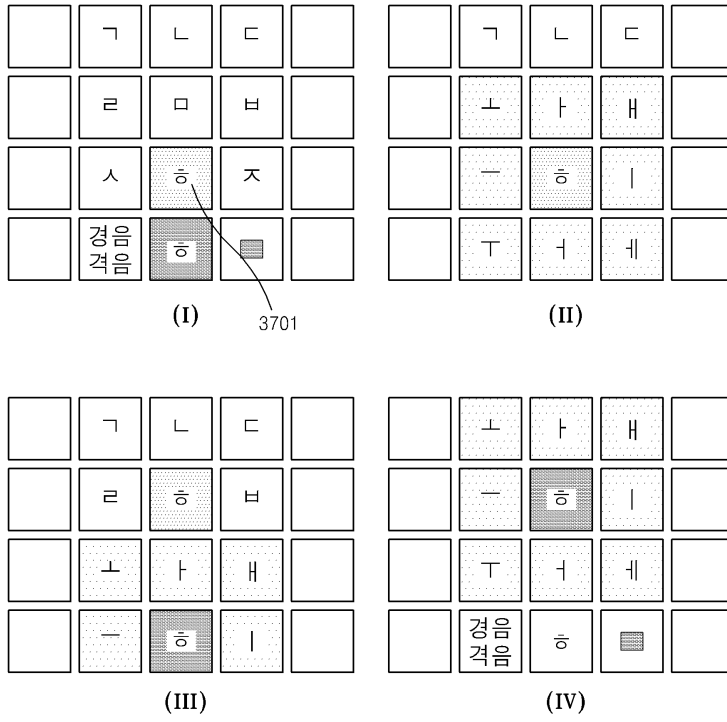 ㄱ ㄴ ㄷ
ㄹ ㅁ ㅂ
ㅅ ㅎ ㅈ
경음 격음 ㅎ
(I)
3701
ㄱ ㄴ ㄷ
ㅗ ㅏ ㅐ
ㅡ ㅎ ㅣ
ㅜ ㅓ ㅔ
(II)
ㄱ ㄴ ㄷ
ㄹ ㅎ ㅂ
ㅗ ㅏ ㅐ
ㅡ ㅎ ㅣ
(III)
ㅗ ㅏ ㅐ
ㅡ ㅎ ㅣ
ㅜ ㅓ ㅔ
경음 격음 ㅎ
(IV)